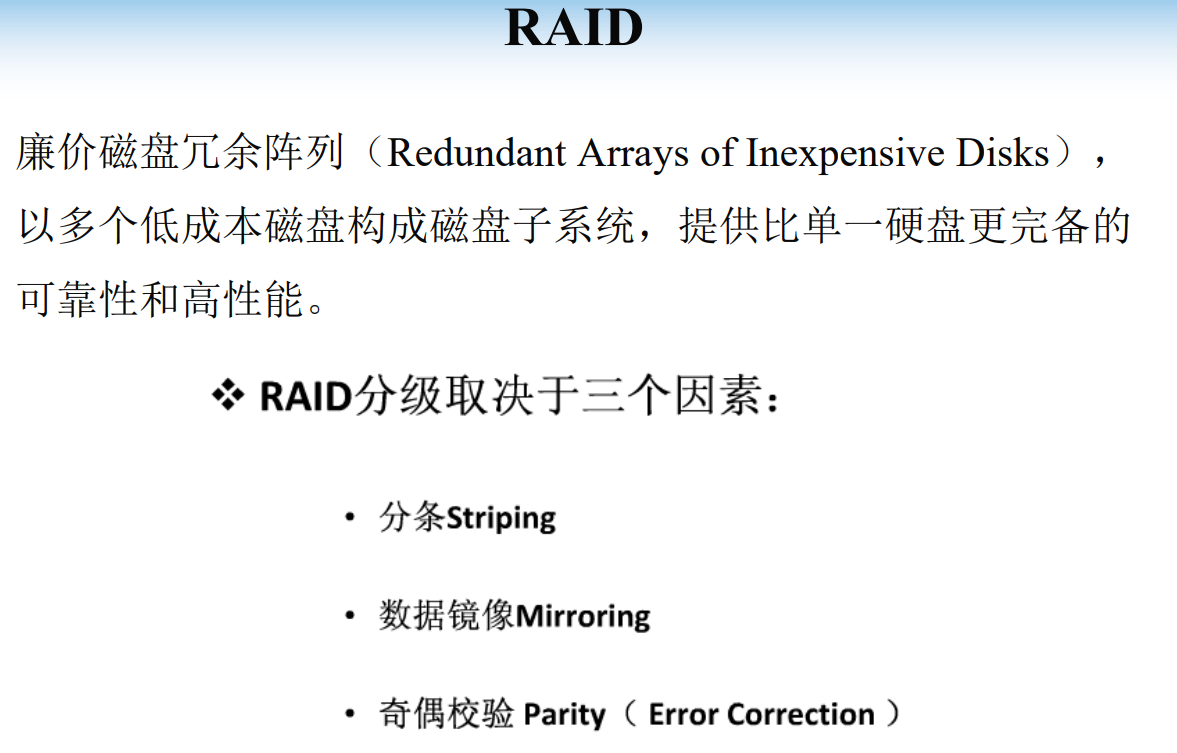 RAID
廉价磁盘冗余阵列（Redundant Arrays of Inexpensive Disks），
以多个低成本磁盘构成磁盘子系统，提供比单一硬盘更完备的
可靠性和高性能。
❖ RAID分级取决于三个因素：
• 分条Striping
• 数据镜像Mirroring
• 奇偶校验 Parity（ Error Correction ）